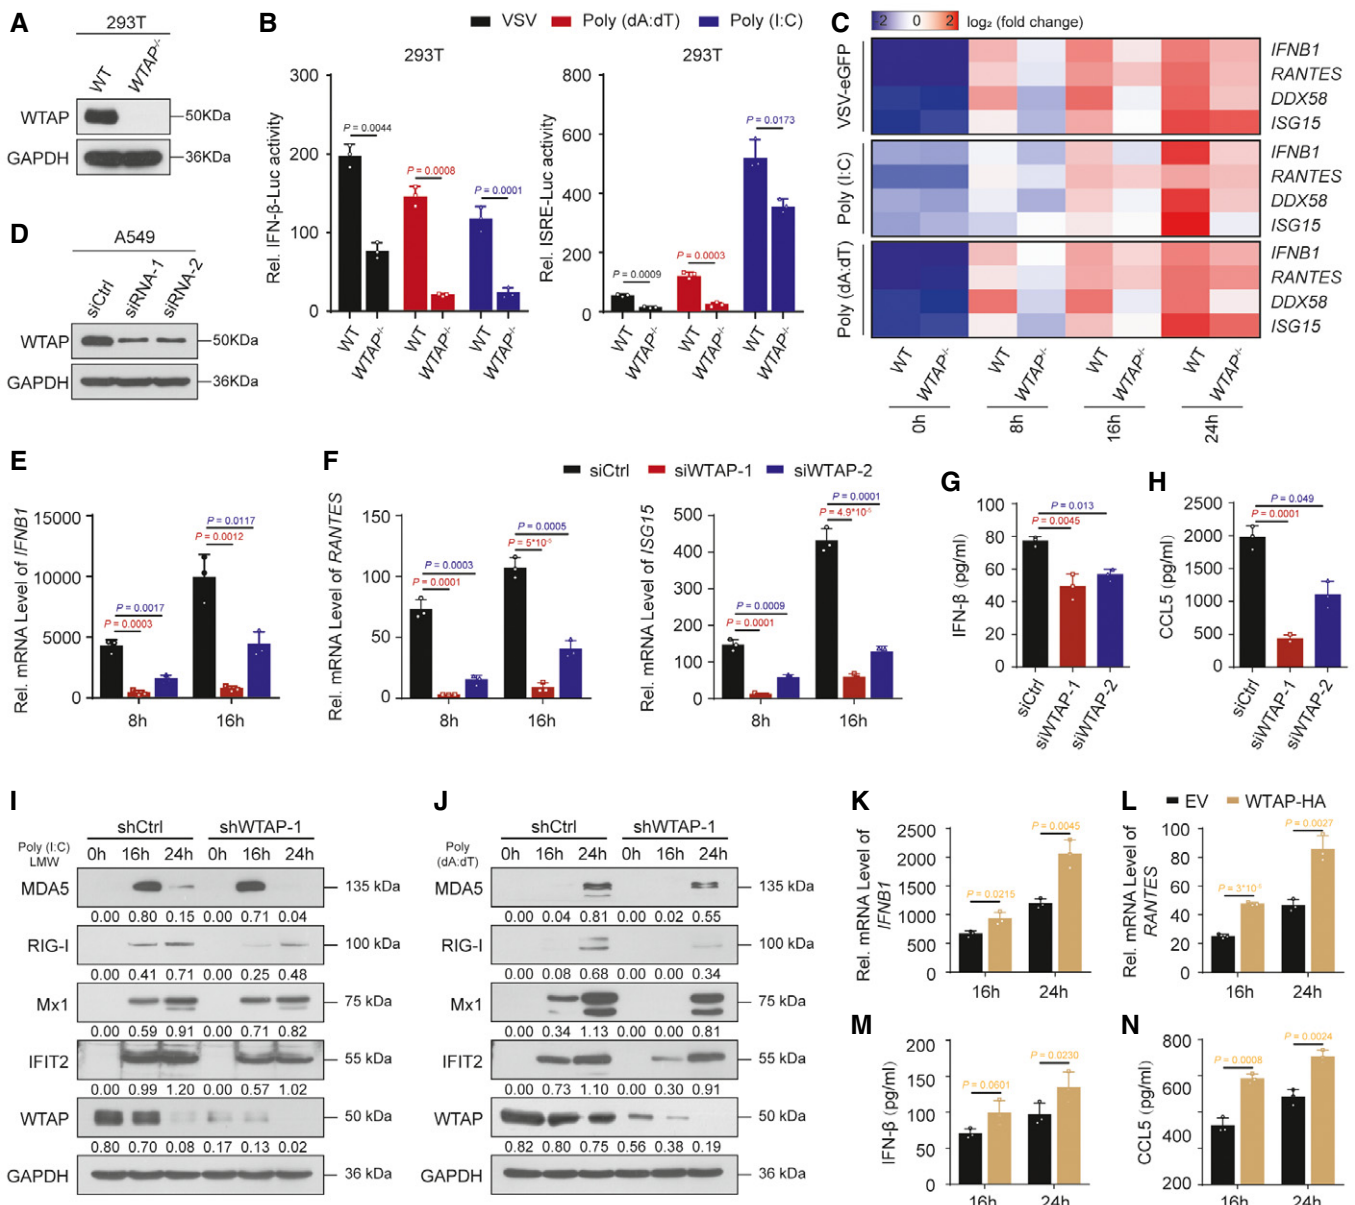 A
293T
WT
WTAP-/-
WTAP
50KDa
GAPDH
36KDa
B
VSV
Poly (dA:dT)
Poly (I:C)
293T
Rel. IFN-β-Luc activity
300
200
100
0
P = 0.0044
P = 0.0008
P = 0.0001
WT
WTAP-/-
WT
WTAP-/-
WT
WTAP-/-
293T
Rel. ISRE-Luc activity
800
600
400
200
0
P = 0.0009
P = 0.0003
P = 0.0173
WT
WTAP-/-
WT
WTAP-/-
WT
WTAP-/-
C
2 0 2 log₂ (fold change)
VSV-eGFP
IFNB1
RANTES
DDX58
ISG15
Poly (I:C)
IFNB1
RANTES
DDX58
ISG15
Poly (dA:dT)
IFNB1
RANTES
DDX58
ISG15
WT
WTAP-/-
WT
WTAP-/-
WT
WTAP-/-
WT
WTAP-/-
0h
8h
16h
24h
D
A549
siCtrl
siRNA-1
siRNA-2
WTAP
50KDa
GAPDH
36KDa
E
Rel. mRNA Level of IFNB1
15000
10000
5000
0
P = 0.0017
P = 0.0003
P = 0.0117
P = 0.0012
8h
16h
F
siCtrl
siWTAP-1
siWTAP-2
Rel. mRNA Level of RANTES
150
100
50
0
P = 0.0003
P = 0.0001
P = 0.0005
P = 5*10-5
8h
16h
Rel. mRNA Level of ISG15
500
400
300
200
100
0
P = 0.0009
P = 0.0001
P = 0.0001
P = 4.9*10-5
8h
16h
G
IFN-β (pg/ml)
100
80
60
40
20
0
P = 0.013
P = 0.0045
siCtrl
siWTAP-1
siWTAP-2
H
CCL5 (pg/ml)
2500
2000
1500
1000
500
0
P = 0.049
P = 0.0001
siCtrl
siWTAP-1
siWTAP-2
I
shCtrl shWTAP-1
Poly (I:C)
LMW
0h 16h 24h 0h 16h 24h
MDA5
135 kDa
0.00 0.80 0.15 0.00 0.71 0.04
RIG-I
100 kDa
0.00 0.41 0.71 0.00 0.25 0.48
Mx1
75 kDa
0.00 0.59 0.91 0.00 0.71 0.82
IFIT2
55 kDa
0.00 0.99 1.20 0.00 0.57 1.02
WTAP
50 kDa
0.80 0.70 0.08 0.17 0.13 0.02
GAPDH
36 kDa
J
shCtrl shWTAP-1
Poly
(dA:dT)
0h 16h 24h 0h 16h 24h
MDA5
135 kDa
0.00 0.04 0.81 0.00 0.02 0.55
RIG-I
100 kDa
0.00 0.08 0.68 0.00 0.00 0.34
Mx1
75 kDa
0.00 0.34 1.13 0.00 0.00 0.81
IFIT2
55 kDa
0.00 0.73 1.10 0.00 0.30 0.91
WTAP
50 kDa
0.82 0.80 0.75 0.56 0.38 0.19
GAPDH
36 kDa
K
Rel. mRNA Level of
IFNB1
2500
2000
1500
1000
500
0
P = 0.0215
P = 0.0045
16h
24h
L
EV
WTAP-HA
Rel. mRNA Level of
RANTES
100
80
60
40
20
0
P = 0.0027
16h
24h
M
IFN-β (pg/ml)
200
150
100
50
0
P = 0.0601
P = 0.0230
16h
24h
N
CCL5 (pg/ml)
800
600
400
200
P = 0.0008
P = 0.0024
16h
24h